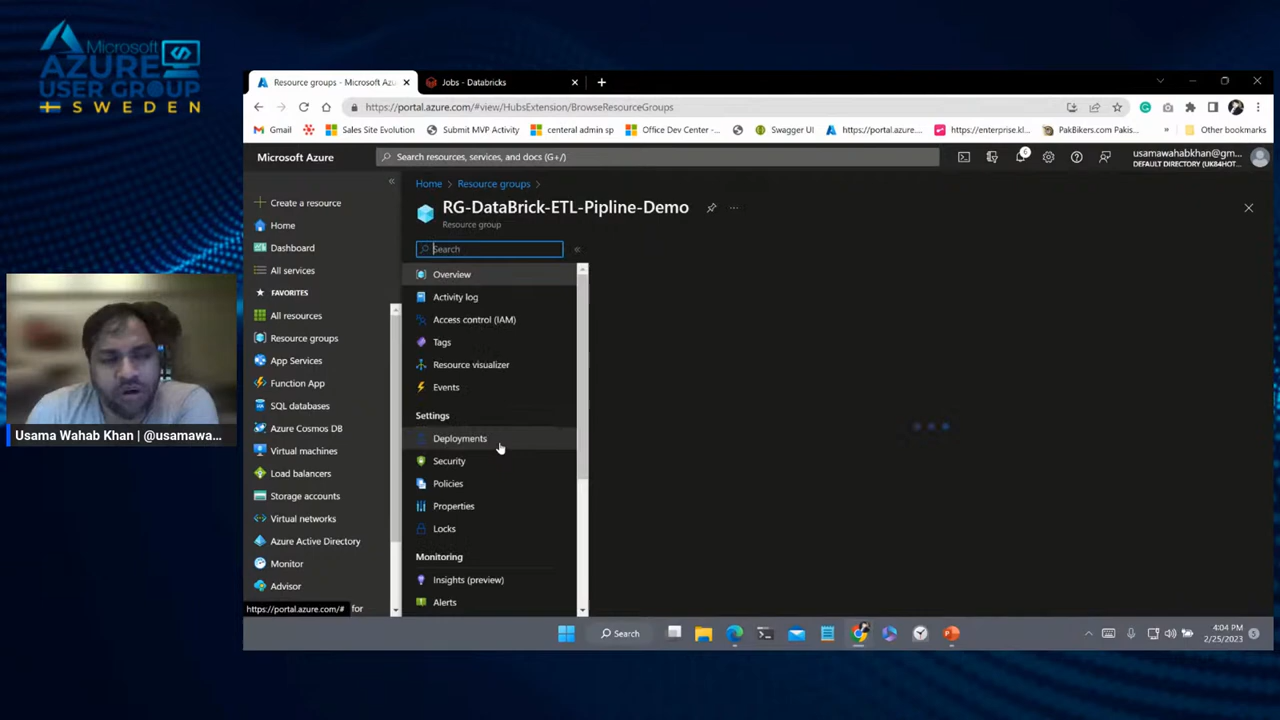 Microsoft
AZURE
USER GROUP
SWEDEN
Resource groups - Microsoft Az
Jobs - Databricks
https://portal.azure.com/#view/HubsExtension/BrowseResourceGroups
Gmail
Sales Site Evolution
Submit MVP Activity
centeral admin sp
Office Dev Center -...
Swagger UI
https://portal.azure....
https://enterprise.kl...
PakBikers.com Pakis...
»
Other bookmarks
Microsoft Azure
Search resources, services, and docs (G+/)
6
usamawahabkhan@gm...
DEFAULT DIRECTORY (UK84HOT...
Create a resource
Home
Dashboard
All services
FAVORITES
All resources
Resource groups
App Services
Function App
SQL databases
Azure Cosmos DB
Virtual machines
Load balancers
Storage accounts
Virtual networks
Azure Active Directory
Monitor
Advisor
https://portal.azure.com/# for
Home > Resource groups >
RG-DataBrick-ETL-Pipline-Demo
Resource group
Search
Overview
Activity log
Access control (IAM)
Tags
Resource visualizer
Events
Settings
Deployments
Security
Policies
Properties
Locks
Monitoring
Insights (preview)
Alerts
Usama Wahab Khan | @usamawa...
Search
4:04 PM
2/25/2023
5